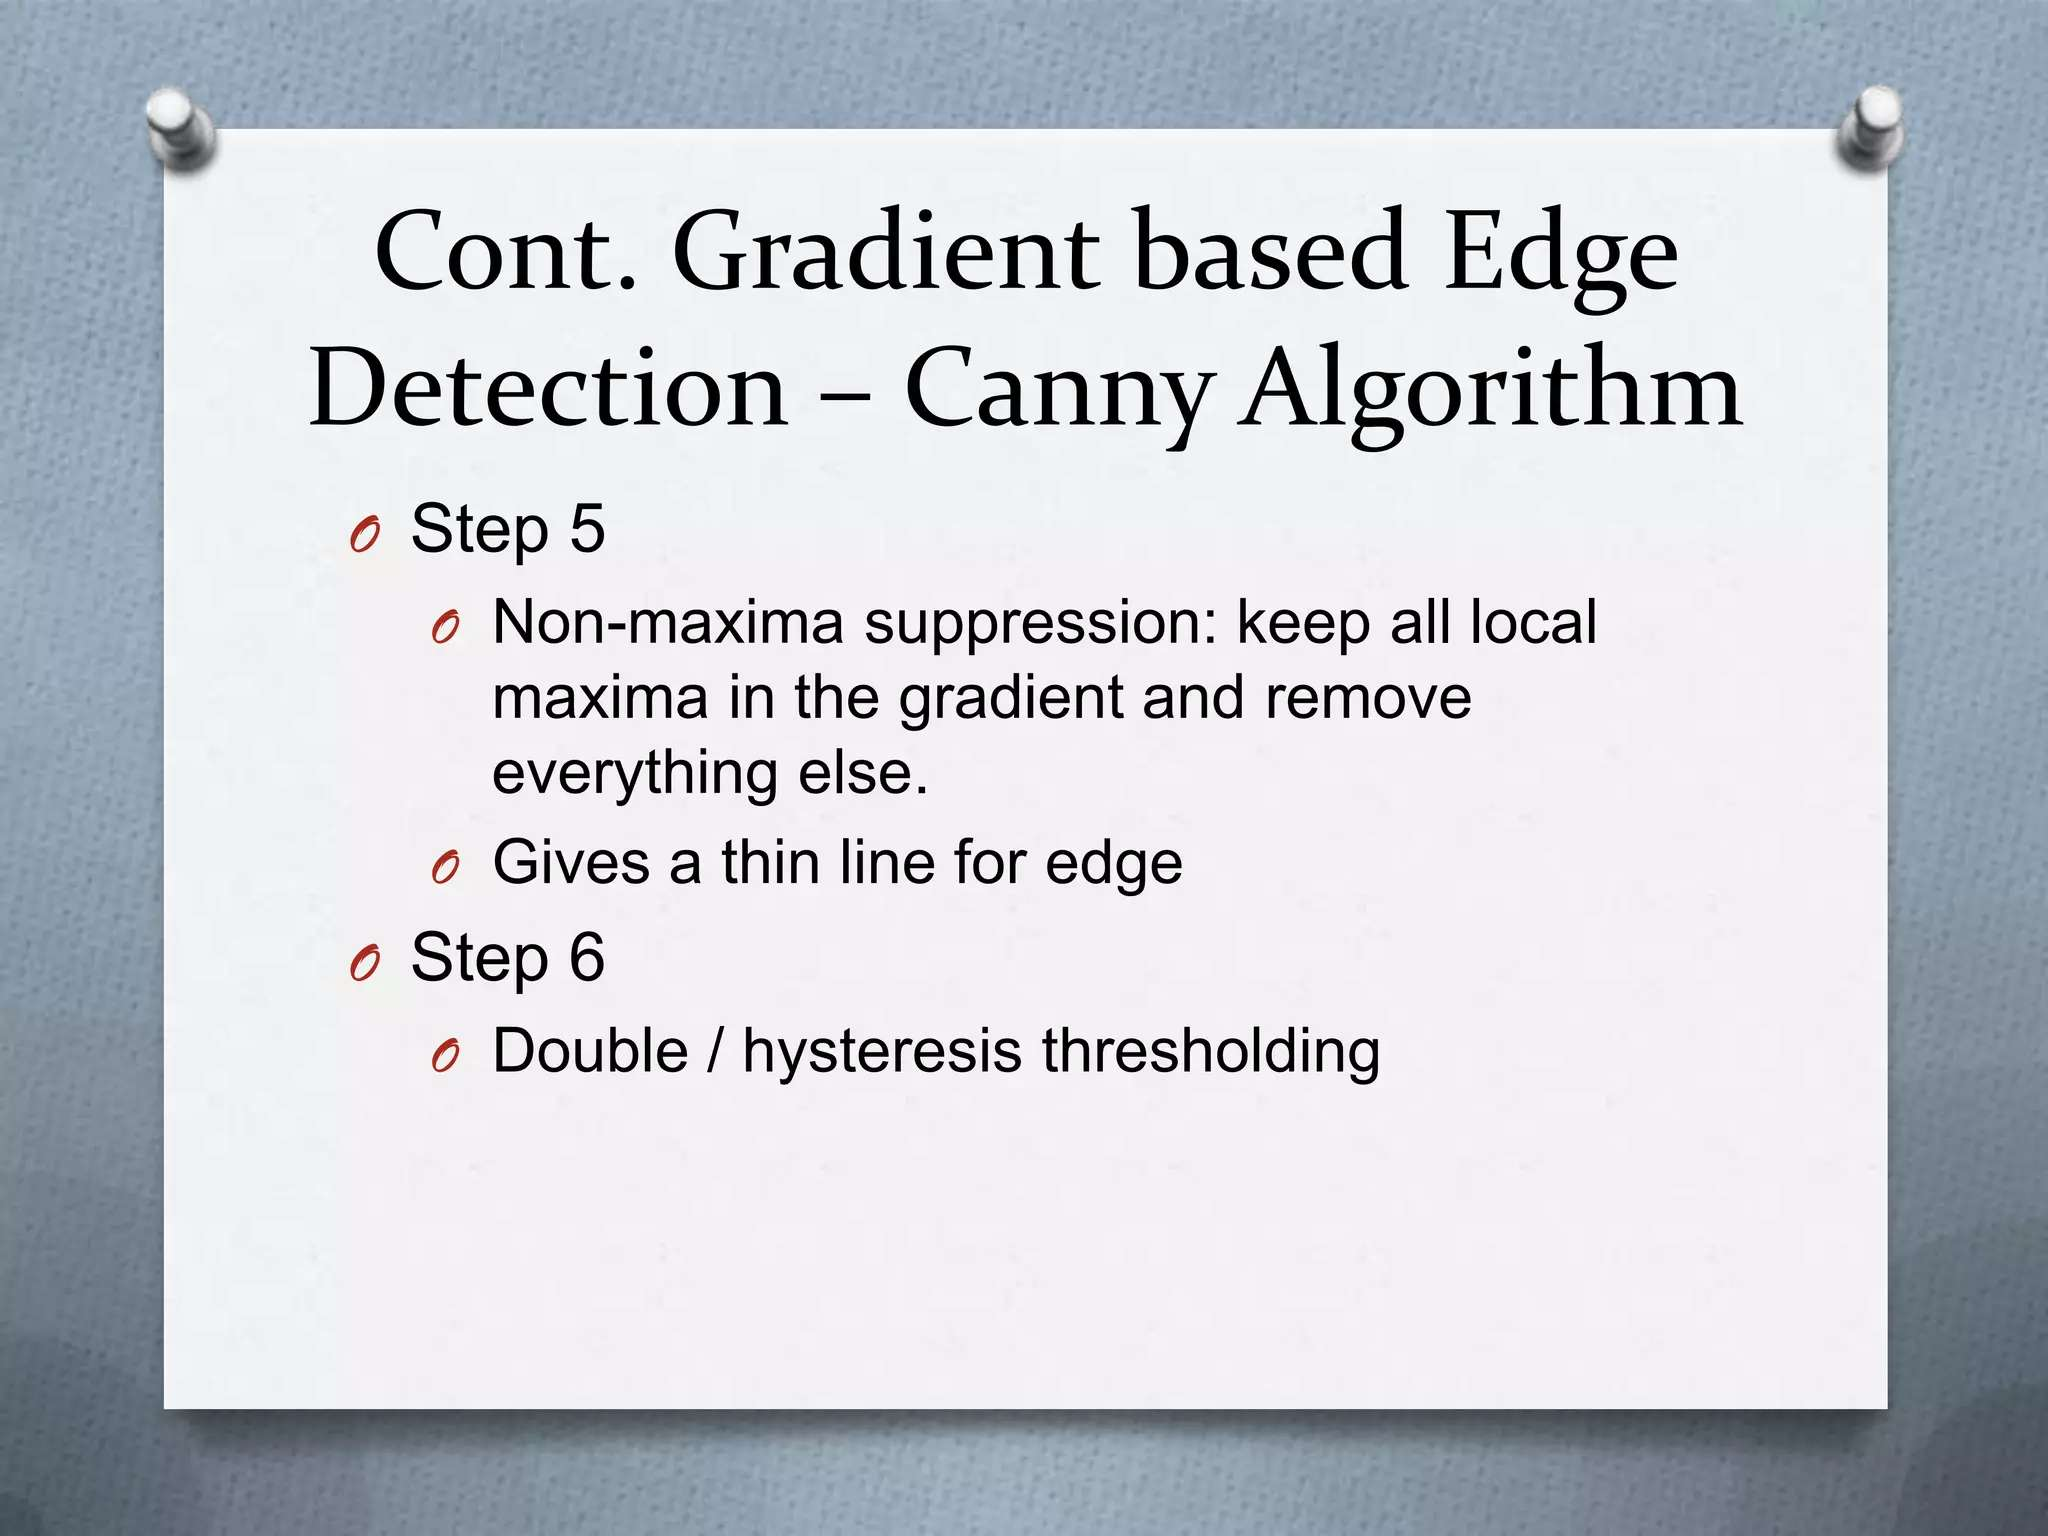 Cont. Gradient based Edge
Detection – Canny Algorithm
Step 5
Non-maxima suppression: keep all local
maxima in the gradient and remove
everything else.
Gives a thin line for edge
Step 6
Double / hysteresis thresholding